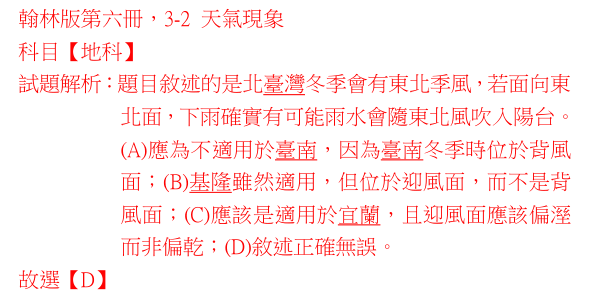 翰林版第六冊，3-2 天氣現象
科目【地科】
試題解析：題目敘述的是北臺灣冬季會有東北季風，若面向東
北面，下雨確實有可能雨水會隨東北風吹入陽台。
(A)應為不適用於臺南，因為臺南冬季時位於背風
面；(B)基隆雖然適用，但位於迎風面，而不是背
風面；(C)應該是適用於宜蘭，且迎風面應該偏溼
而非偏乾；(D)敘述正確無誤。
故選【D】